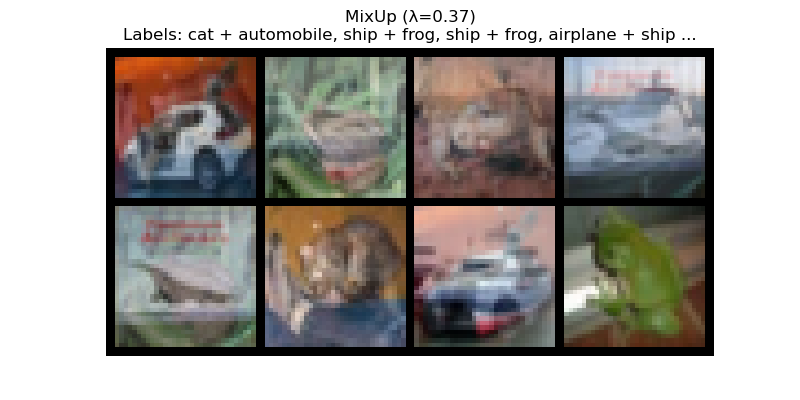 MixUp (λ=0.37)
Labels: cat + automobile, ship + frog, ship + frog, airplane + ship ...